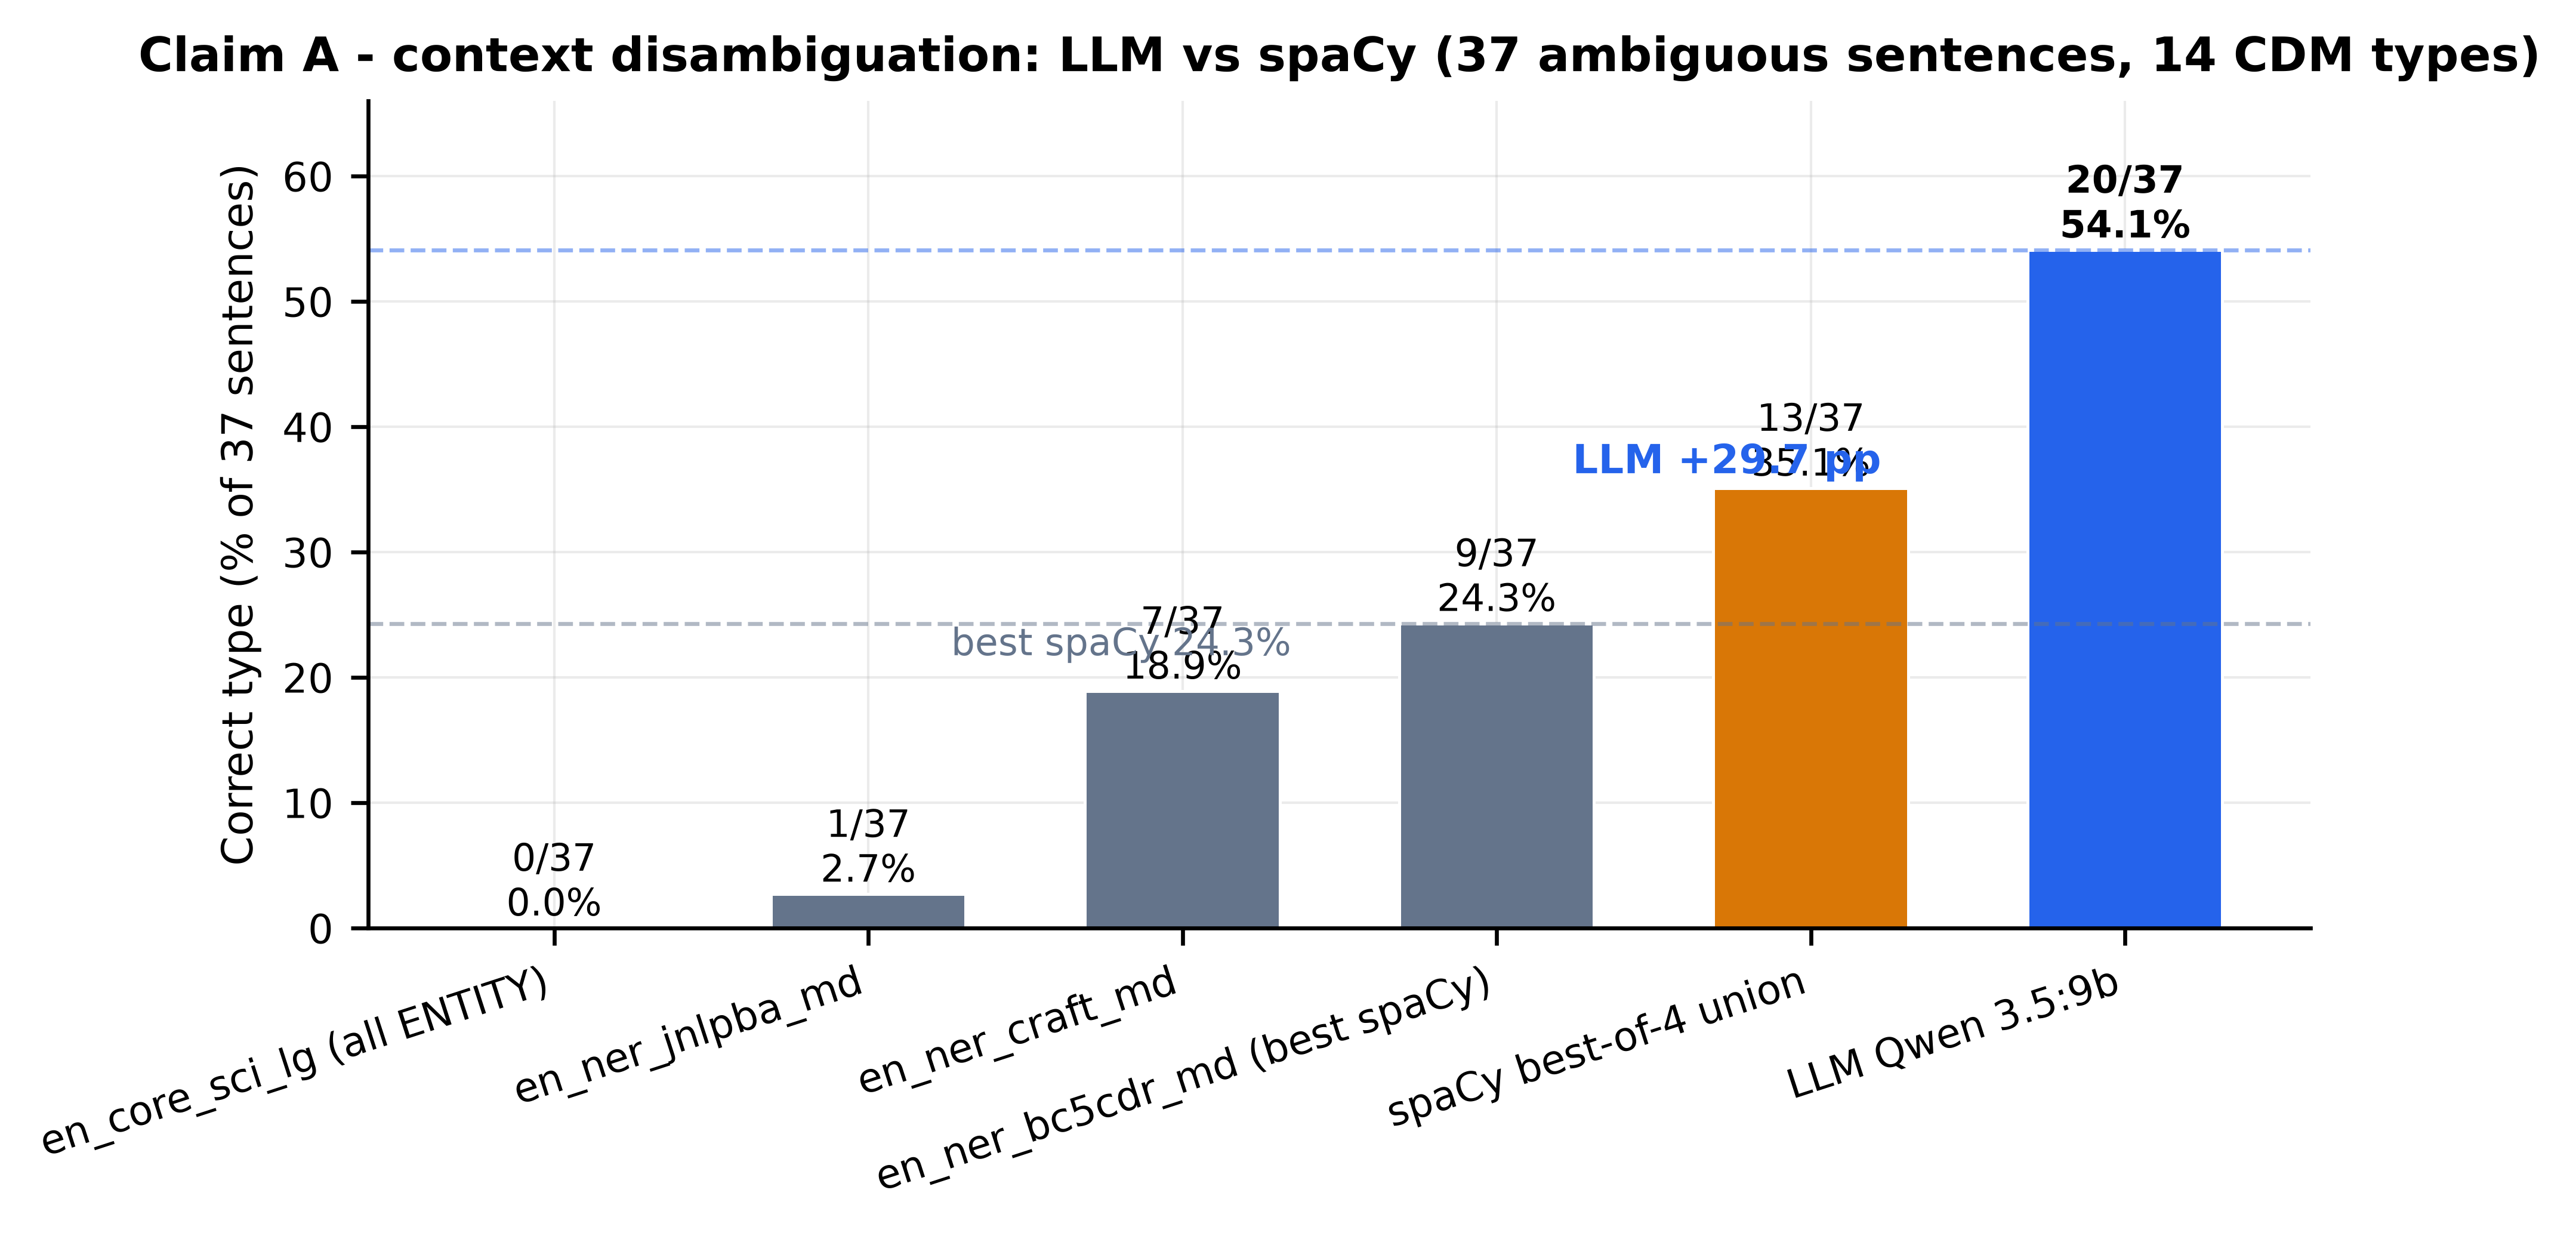 Claim A - context disambiguation: LLM vs spaCy (37 ambiguous sentences, 14 CDM types)
Correct type (% of 37 sentences)
60
50
40
30
20
10
0
0/37
0.0%
1/37
2.7%
7/37
18.9%
best spaCy 24.3%
9/37
24.3%
13/37
35.1%
LLM +29.7 pp
20/37
54.1%
en_core_sci_lg (all ENTITY)
en_ner_jnlpba_md
en_ner_craft_md
en_ner_bc5cdr_md (best spaCy)
spaCy best-of-4 union
LLM Qwen 3.5:9b